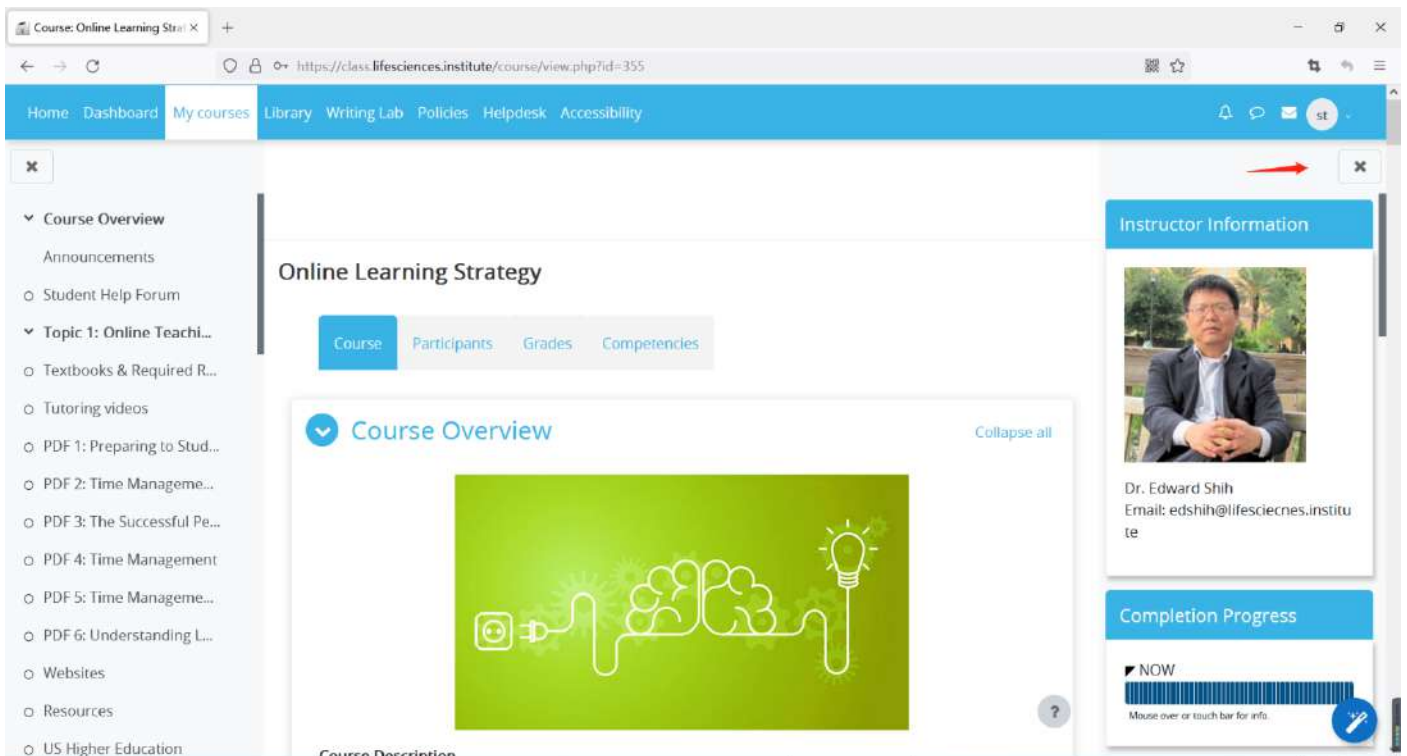 Course: Online Learning Stra
https://class.lifesciences.institute/course/view.php?id=355
Home Dashboard My courses Library Writing Lab Policies Helpdesk Accessibility
st
Course Overview
Announcements
Student Help Forum
Topic 1: Online Teachi...
Textbooks & Required R...
Tutoring videos
PDF 1: Preparing to Stud...
PDF 2: Time Manageme...
PDF 3: The Successful Pe...
PDF 4: Time Management
PDF 5: Time Manageme...
PDF 6: Understanding L...
Websites
Resources
US Higher Education
Online Learning Strategy
Course Participants Grades Competencies
Course Overview
Collapse all
?
Course Description
Instructor Information
Dr. Edward Shih
Email: edshih@lifesciecnes.institu
te
Completion Progress
NOW
Mouse over or touch bar for info.